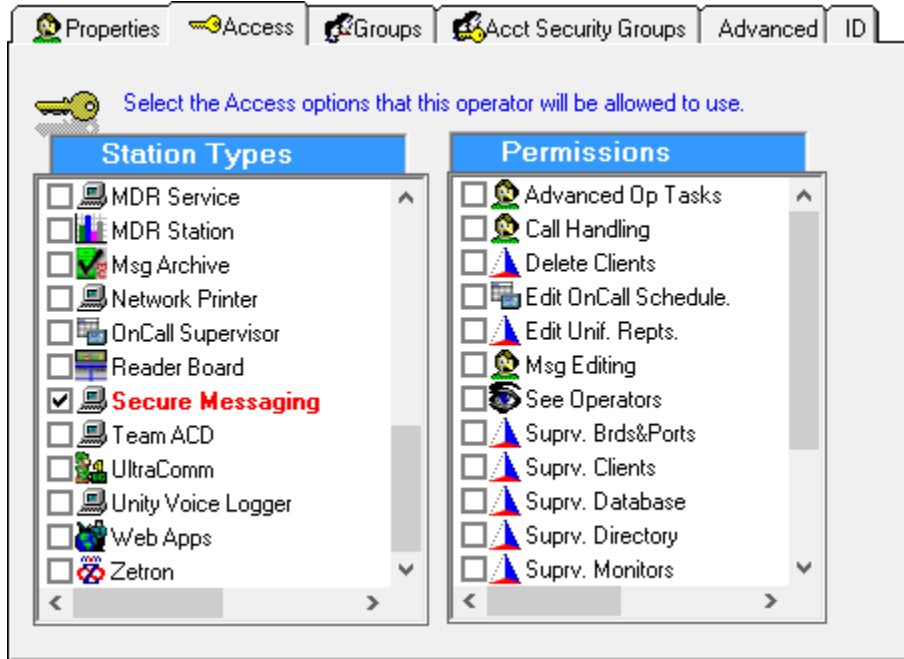 Properties
Access
Groups
Acct Security Groups
Advanced
ID
Select the Access options that this operator will be allowed to use.
Station Types
MDR Service
MDR Station
Msg Archive
Network Printer
OnCall Supervisor
Reader Board
Secure Messaging
Team ACD
UltraComm
Unity Voice Logger
Web Apps
Zetron
Permissions
Advanced Op Tasks
Call Handling
Delete Clients
Edit OnCall Schedule.
Edit Unif. Repts.
Msg Editing
See Operators
Suprv. Brds&Ports
Suprv. Clients
Suprv. Database
Suprv. Directory
Suprv. Monitors